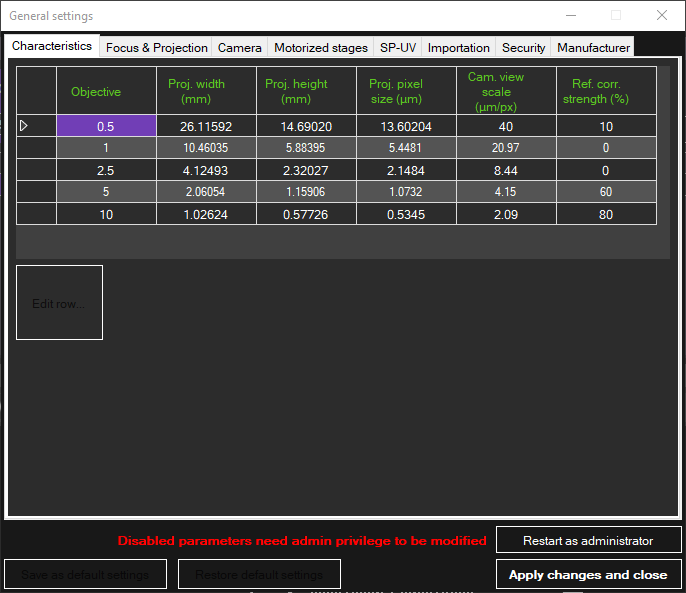 General settings
Characteristics Focus & Projection Camera Motorized stages SP-UV Importation Security Manufacturer
Objective Proj. width (mm) Proj. height (mm) Proj. pixel size (µm) Cam. view scale (µm/px) Ref. corr. strength (%)
0.5 26.11592 14.69020 13.60204 40 10
1 10.46035 5.88395 5.4481 20.97 0
2.5 4.12493 2.32027 2.1484 8.44 0
5 2.06054 1.15906 1.0732 4.15 60
10 1.02624 0.57726 0.5345 2.09 80
Edit row...
Disabled parameters need admin privilege to be modified Restart as administrator
Save as default settings Restore default settings Apply changes and close